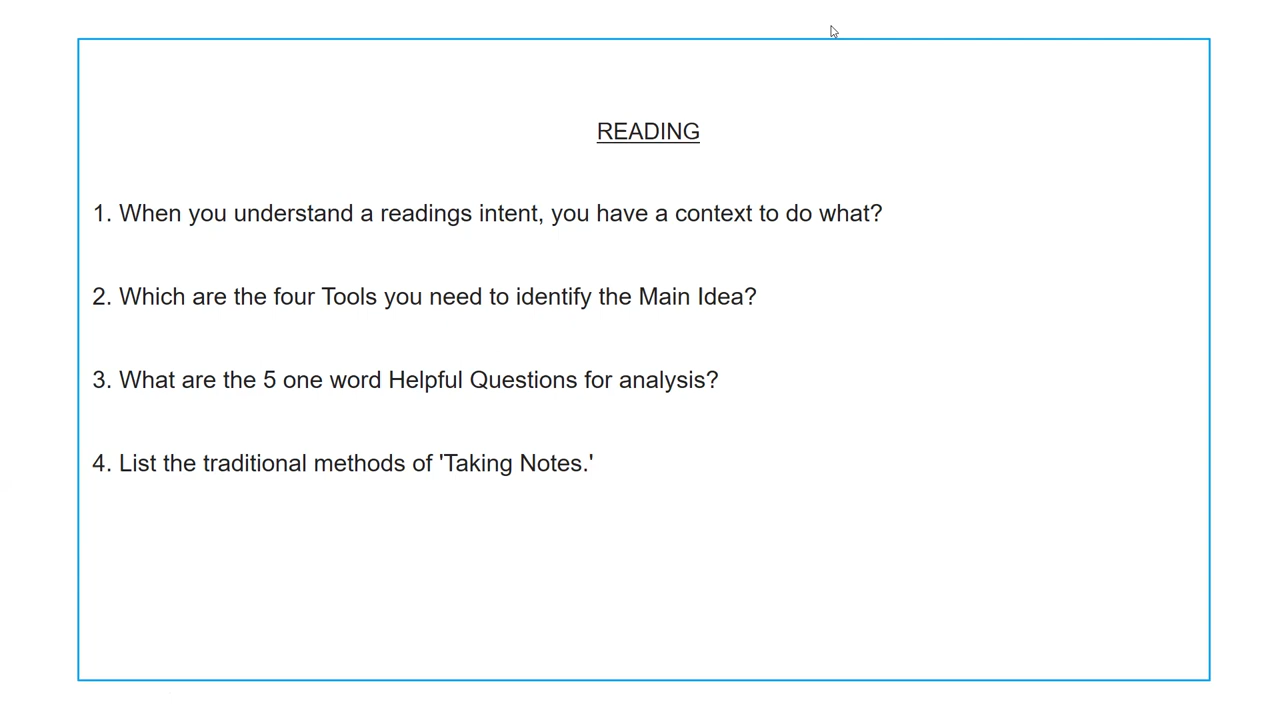 READING
1. When you understand a readings intent, you have a context to do what?
2. Which are the four Tools you need to identify the Main Idea?
3. What are the 5 one word Helpful Questions for analysis?
4. List the traditional methods of 'Taking Notes.'